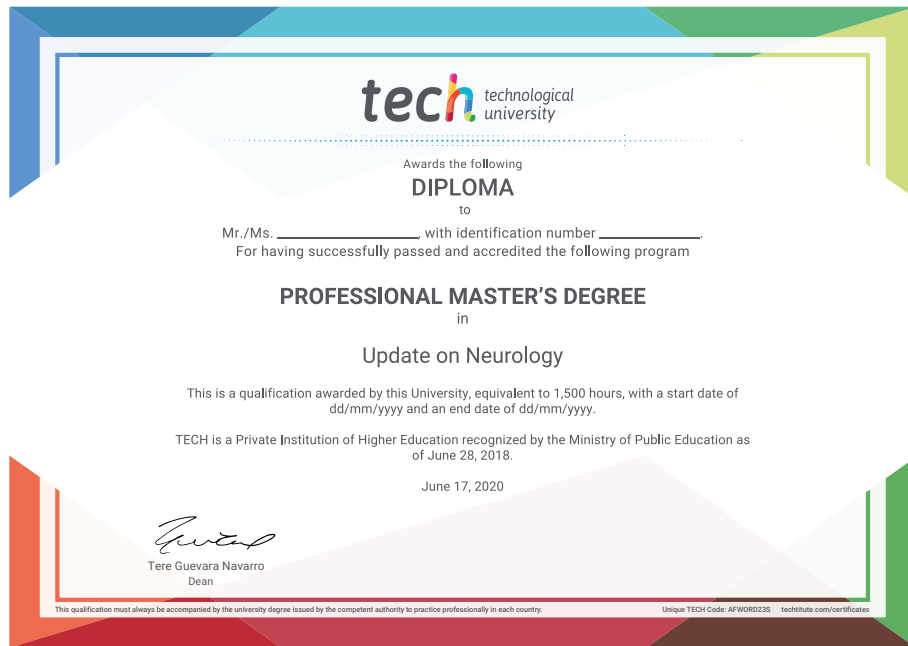 tech technological
university
Awards the following
DIPLOMA
to
Mr./Ms. ____________________, with identification number ______________.
For having successfully passed and accredited the following program
PROFESSIONAL MASTER'S DEGREE
in
Update on Neurology
This is a qualification awarded by this University, equivalent to 1,500 hours, with a start date of
dd/mm/yyyy and an end date of dd/mm/yyyy.
TECH is a Private Institution of Higher Education recognized by the Ministry of Public Education as
of June 28, 2018.
June 17, 2020
Tere Guevara Navarro
Dean
This qualification must always be accompanied by the university degree issued by the competent authority to practice professionally in each country. Unique TECH Code: AFWORD23S techtitute.com/certificates